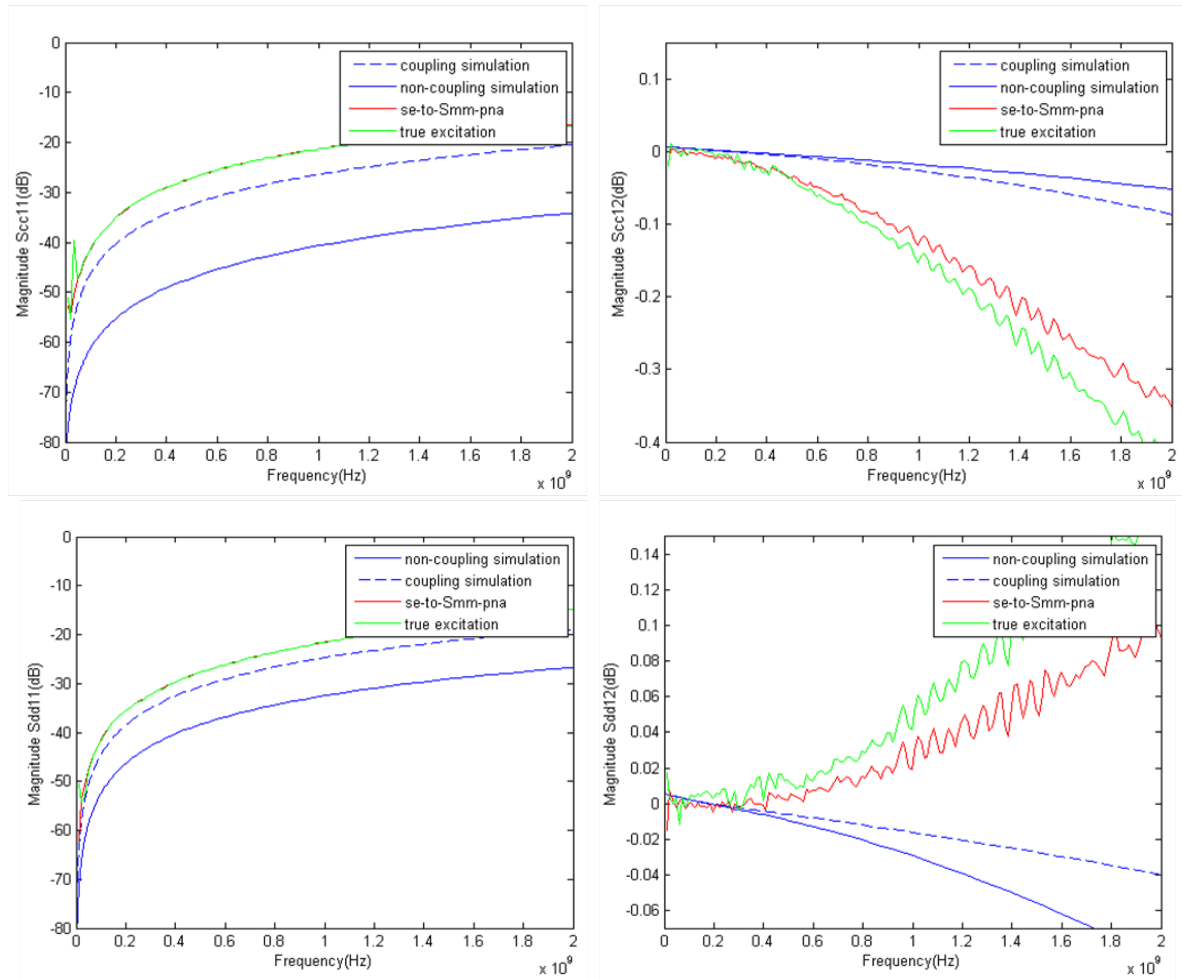 0
-10
-20
-30
-40
-50
-60
-70
-80
0 0.2 0.4 0.6 0.8 1 1.2 1.4 1.6 1.8 2
Magnitude Scc11(dB)
Frequency(Hz)
x 10⁹
coupling simulation
non-coupling simulation
se-to-Smm-pna
true excitation
0.1
0
-0.1
-0.2
-0.3
-0.4
0 0.2 0.4 0.6 0.8 1 1.2 1.4 1.6 1.8 2
Magnitude Scc12(dB)
Frequency(Hz)
x 10⁹
coupling simulation
non-coupling simulation
se-to-Smm-pna
true excitation
0
-10
-20
-30
-40
-50
-60
-70
-80
0 0.2 0.4 0.6 0.8 1 1.2 1.4 1.6 1.8 2
Magnitude Sdd11(dB)
Frequency(Hz)
x 10⁹
non-coupling simulation
coupling simulation
se-to-Smm-pna
true excitation
0.14
0.12
0.1
0.08
0.06
0.04
0.02
0
-0.02
-0.04
-0.06
0 0.2 0.4 0.6 0.8 1 1.2 1.4 1.6 1.8 2
Magnitude Sdd12(dB)
Frequency(Hz)
x 10⁹
non-coupling simulation
coupling simulation
se-to-Smm-pna
true excitation